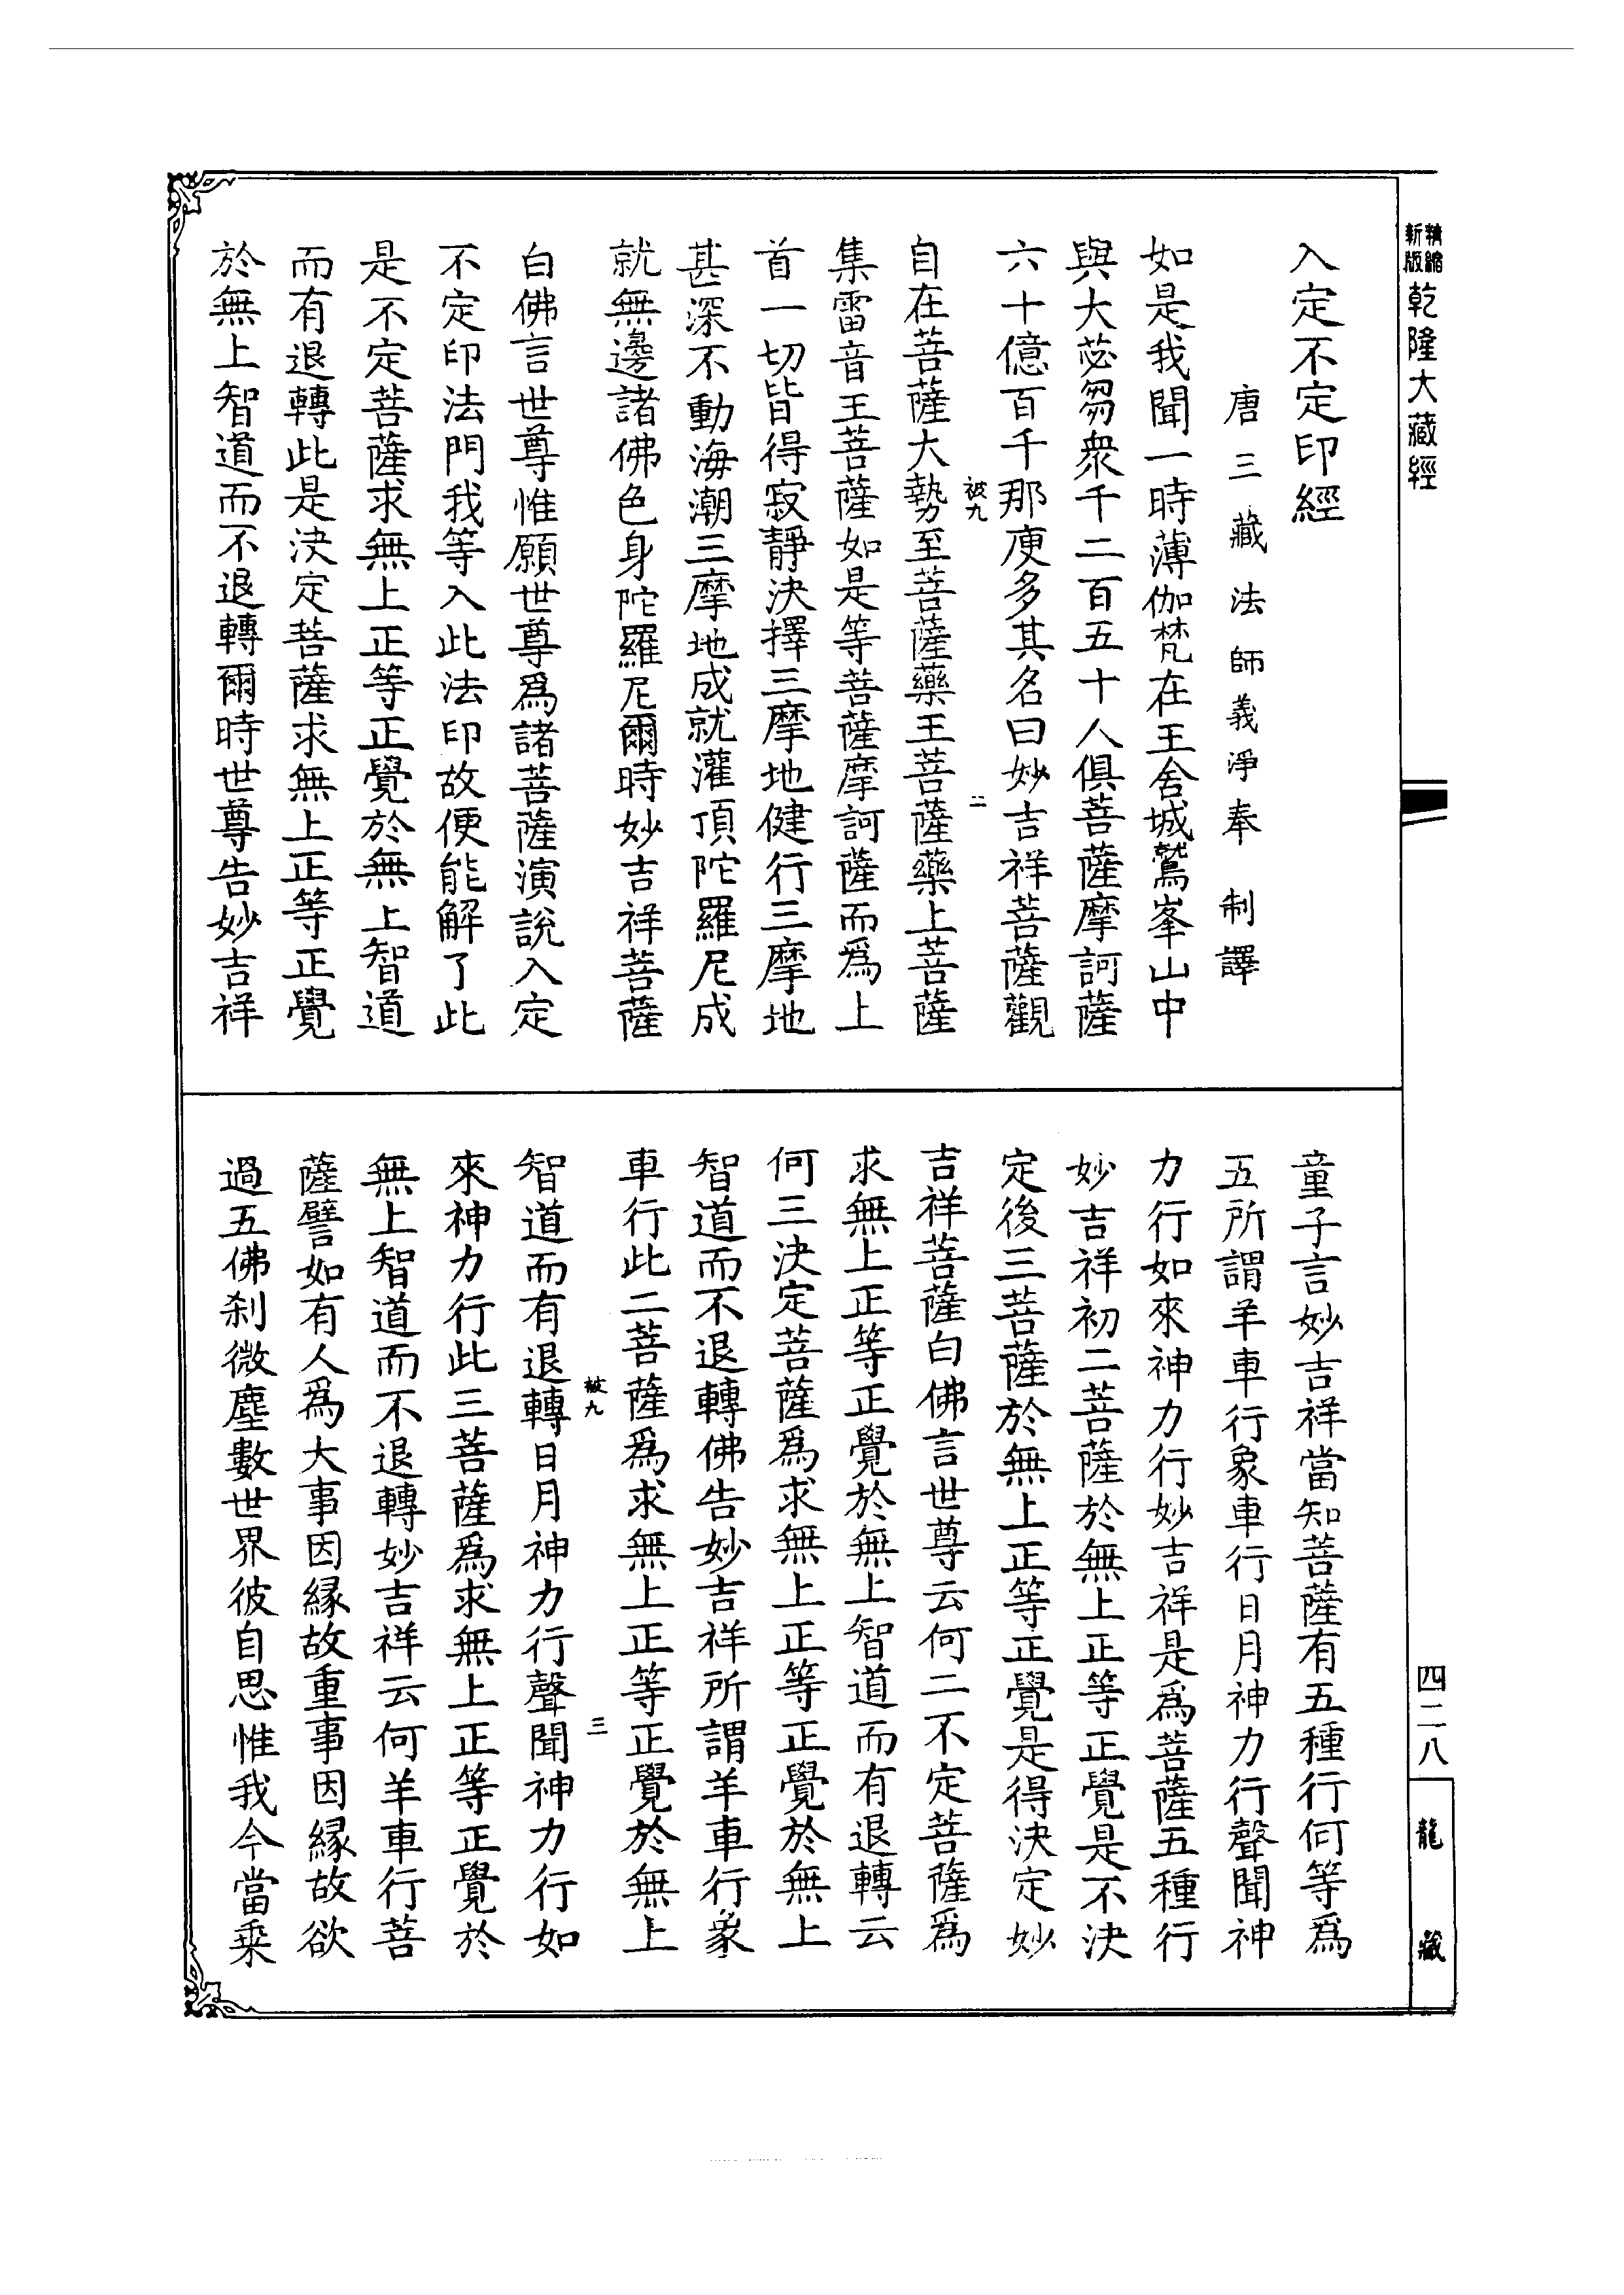 精縮
新版
乾隆大藏經
入定不定印經
唐三藏法師義淨奉　制譯
如是我聞一時薄伽梵在王舍城鷲峯山中
與大苾芻衆千二百五十人俱菩薩摩訶薩
六十億百千那庾多其名曰妙吉祥菩薩觀
被九
二
自在菩薩大勢至菩薩藥王菩薩藥上菩薩
集雷音王菩薩如是等菩薩摩訶薩而爲上
首一切皆得寂靜決擇三摩地健行三摩地
甚深不動海潮三摩地成就灌頂陀羅尼成
就無邊諸佛色身陀羅尼爾時妙吉祥菩薩
白佛言世尊惟願世尊爲諸菩薩演說入定
不定印法門我等入此法印故便能解了此
是不定菩薩求無上正等正覺於無上智道
而有退轉此是決定菩薩求無上正等正覺
於無上智道而不退轉爾時世尊告妙吉祥
童子言妙吉祥當知菩薩有五種行何等爲
五所謂羊車行象車行日月神力行聲聞神
力行如來神力行妙吉祥是爲菩薩五種行
妙吉祥初二菩薩於無上正等正覺是不決
定後三菩薩於無上正等正覺是得決定妙
吉祥菩薩白佛言世尊云何二不定菩薩爲
求無上正等正覺於無上智道而有退轉云
何三決定菩薩爲求無上正等正覺於無上
智道而不退轉佛告妙吉祥所謂羊車行象
車行此二菩薩爲求無上正等正覺於無上
被九
三
智道而有退轉日月神力行聲聞神力行如
來神力行此三菩薩爲求無上正等正覺於
無上智道而不退轉妙吉祥云何羊車行菩
薩譬如有人爲大事因緣故重事因緣故欲
過五佛刹微塵數世界彼自思惟我今當乗
四二八
龍藏